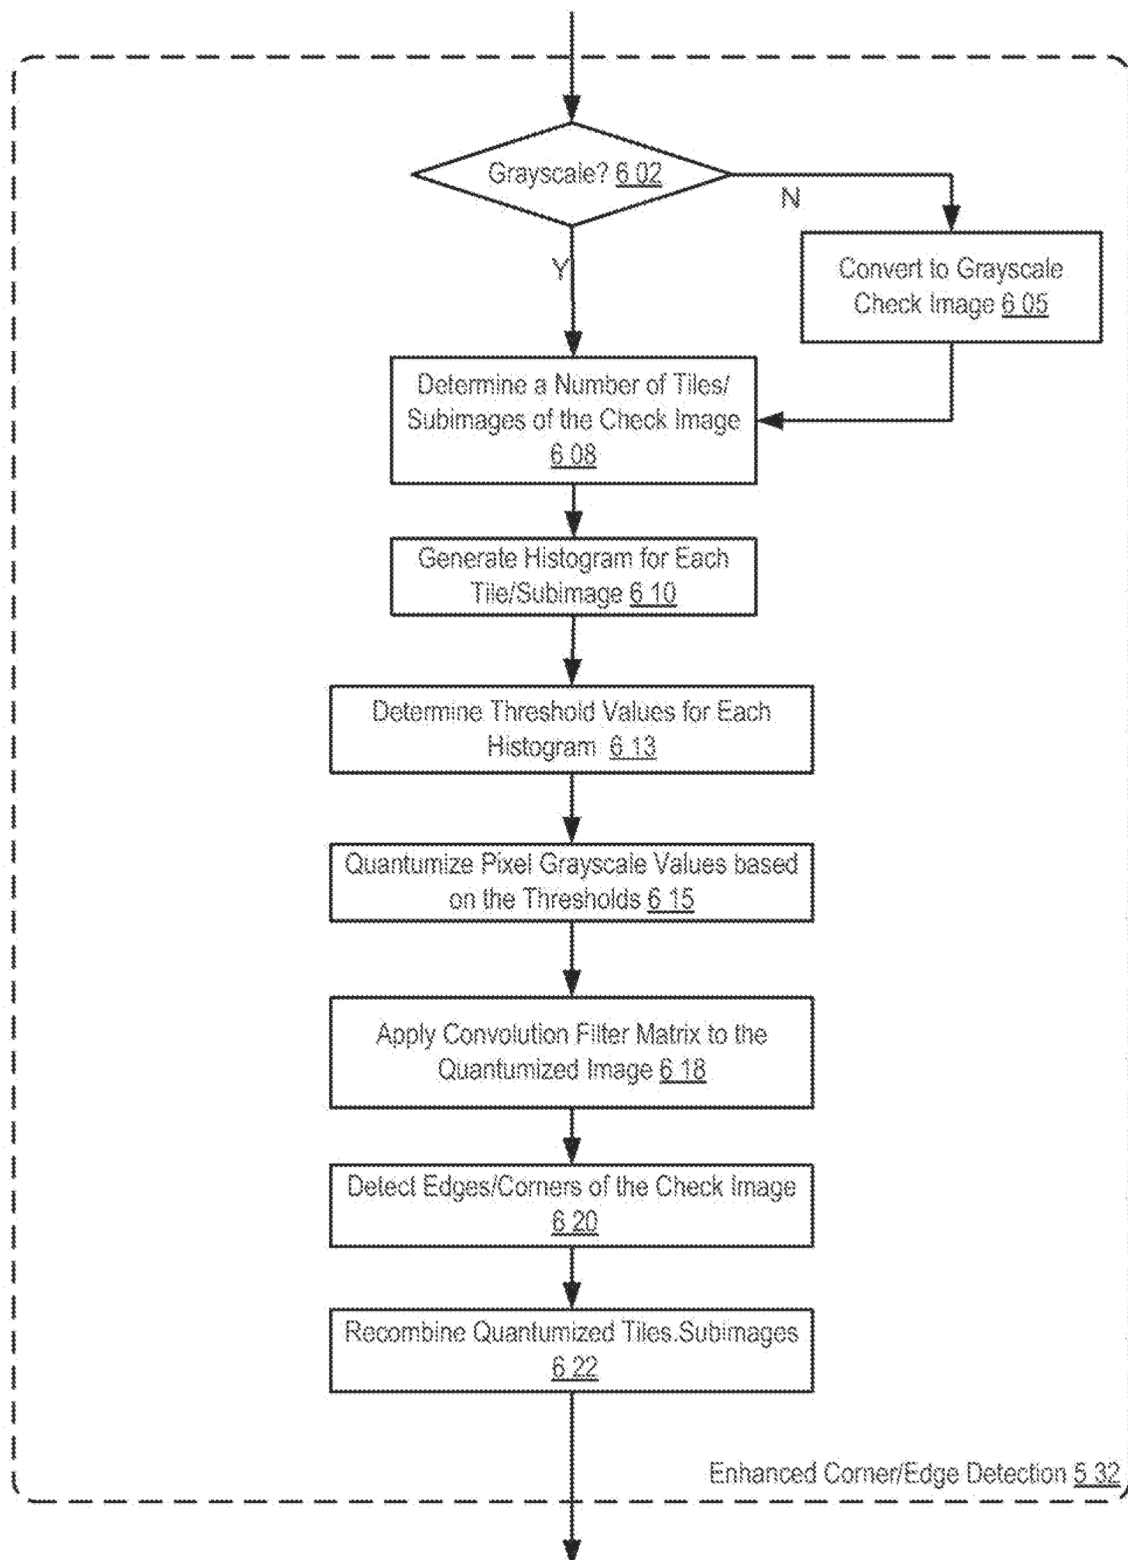 Grayscale? 6 02
N
Y
Convert to Grayscale
Check Image 6 05
Determine a Number of Tiles/
Subimages of the Check Image
6 08
Generate Histogram for Each
Tile/Subimage 6 10
Determine Threshold Values for Each
Histogram 6 13
Quantumize Pixel Grayscale Values based
on the Thresholds 6 15
Apply Convolution Filter Matrix to the
Quantumized Image 6 18
Detect Edges/Corners of the Check Image
6 20
Recombine Quantumized Tiles.Subimages
6 22
Enhanced Corner/Edge Detection 5 32